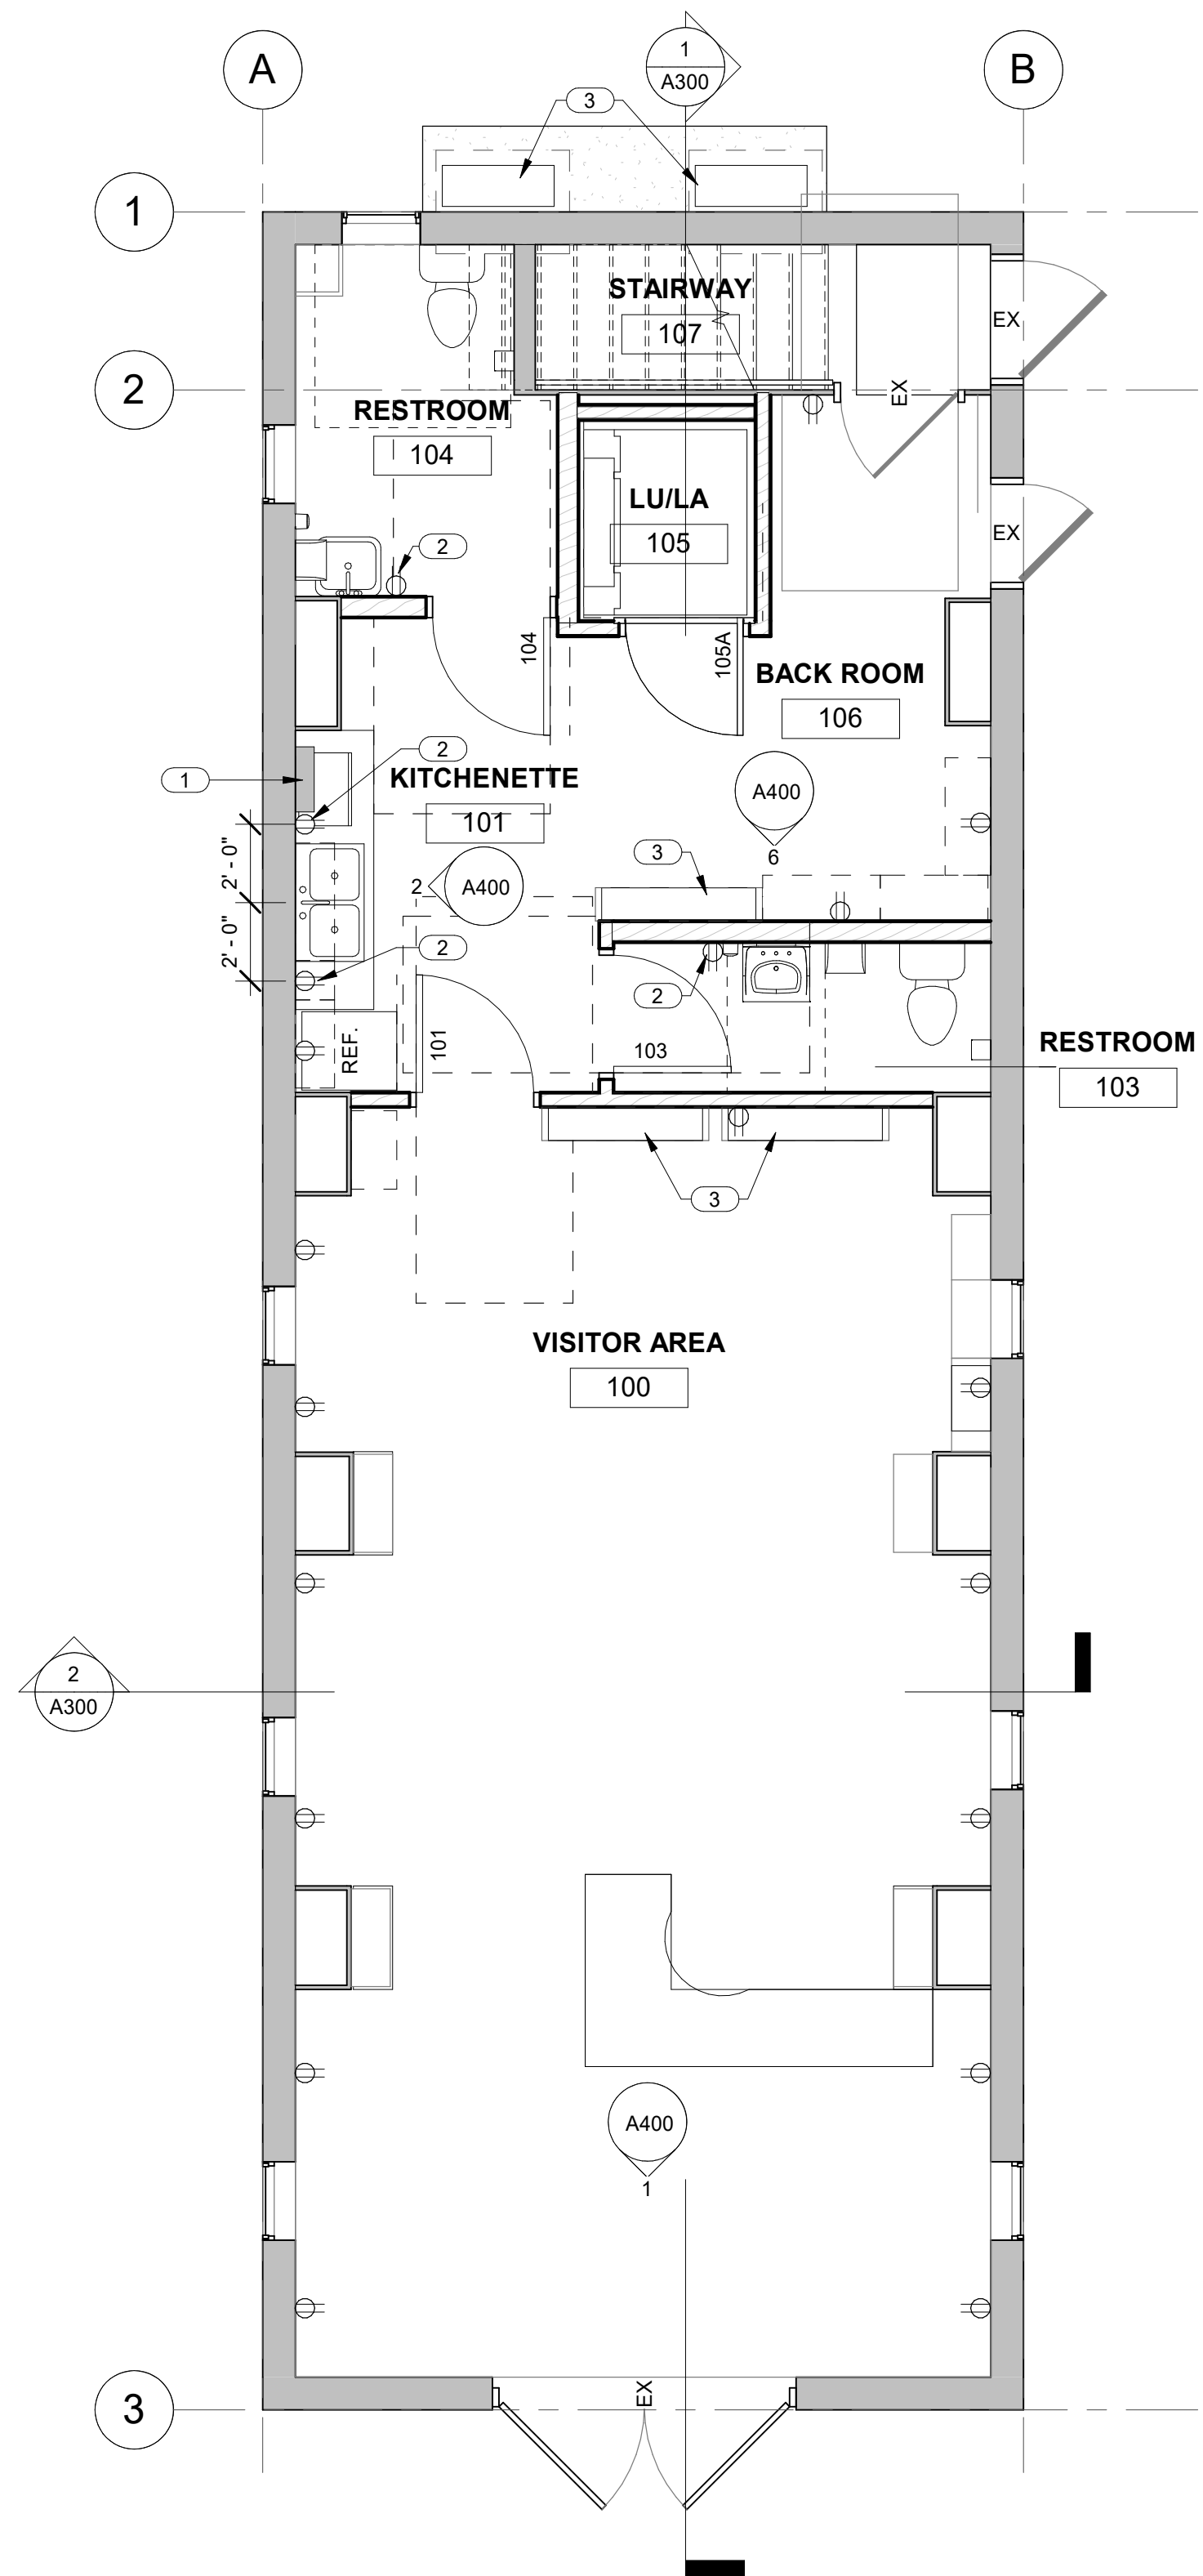 1
A300
A
B
3
1
STAIRWAY
107
EX
2
EX
RESTROOM
104
LU/LA
105
EX
2
104
105A
BACK ROOM
106
2
1
KITCHENETTE
101
A400
6
2' - 0"
3
2
A400
2' - 0"
2
2
REF.
101
103
RESTROOM
103
3
VISITOR AREA
100
2
A300
A400
1
EX
3